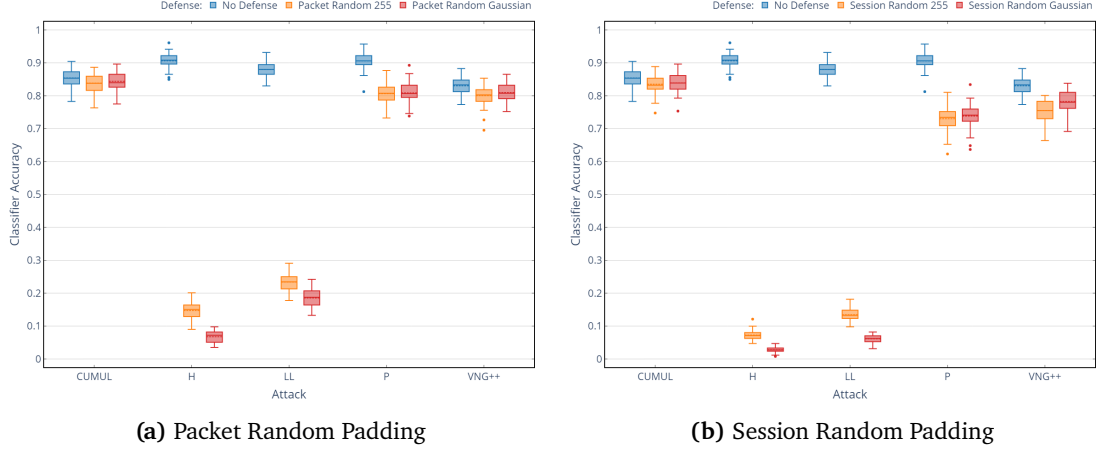 Defense: No Defense Packet Random 255 Packet Random Gaussian
1
0.9
0.8
0.7
0.6
0.5
0.4
0.3
0.2
0.1
0
Classifier Accuracy
CUMUL H LL P VNG++
Attack
(a) Packet Random Padding
Defense: No Defense Session Random 255 Session Random Gaussian
1
0.9
0.8
0.7
0.6
0.5
0.4
0.3
0.2
0.1
0
Classifier Accuracy
CUMUL H LL P VNG++
Attack
(b) Session Random Padding